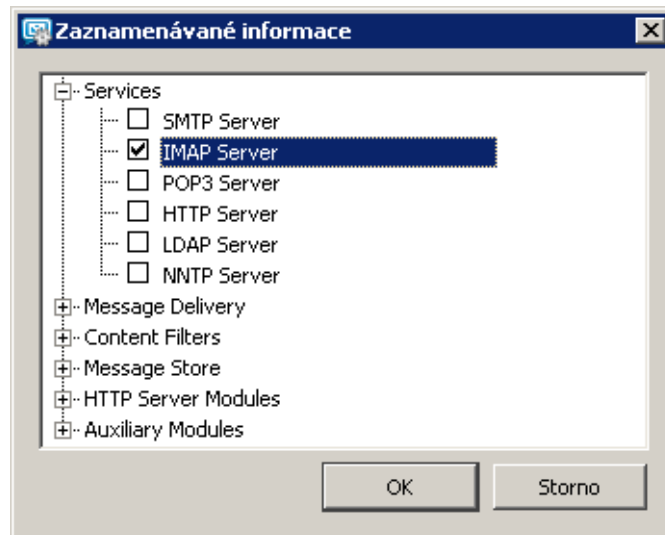 Zaznamenávané informace
Services
SMTP Server
IMAP Server
POP3 Server
HTTP Server
LDAP Server
NNTP Server
Message Delivery
Content Filters
Message Store
HTTP Server Modules
Auxiliary Modules
OK Storno